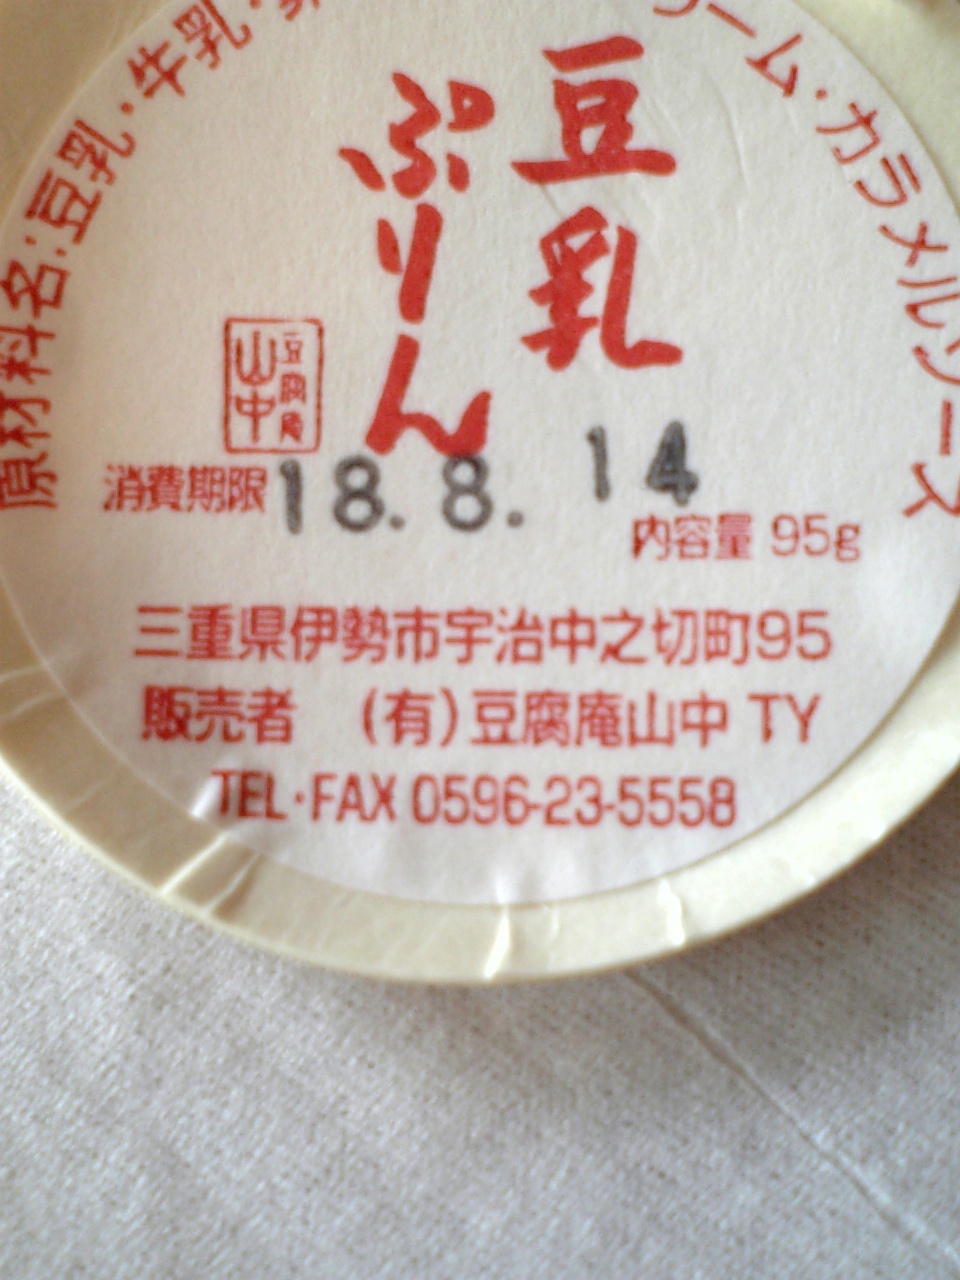 原材料名:豆乳・牛乳・
ーム・カラメルソース
豆乳
ぷりん
豆腐庵
山中
消費期限 18.8.14
内容量 95g
三重県伊勢市宇治中之切町95
販売者 (有)豆腐庵山中 TY
TEL・FAX 0596-23-5558